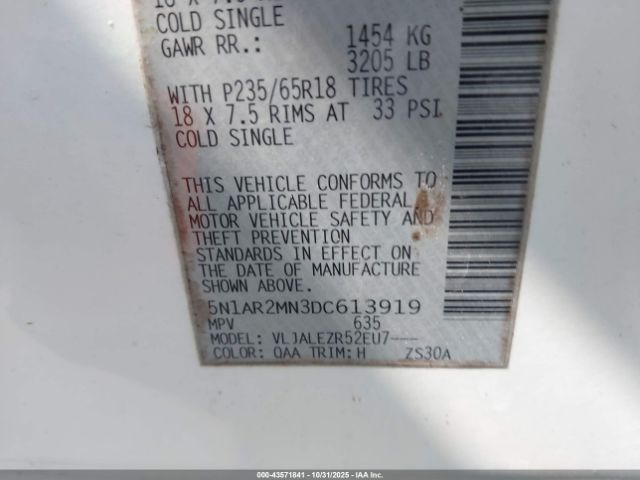 COLD SINGLE
GAWR RR.: 1454 KG
3205 LB
WITH P235/65R18 TIRES
18 X 7.5 RIMS AT 33 PSI
COLD SINGLE
THIS VEHICLE CONFORMS TO
ALL APPLICABLE FEDERAL
MOTOR VEHICLE SAFETY AND
THEFT PREVENTION
STANDARDS IN EFFECT ON
THE DATE OF MANUFACTURE
SHOWN ABOVE.
5N1AR2MN3DC613919
MPV 635
MODEL: VLJALEZR52EU7---
COLOR: QAA TRIM:H ZS30A
000-43571841 - 10/31/2025 - IAA Inc.